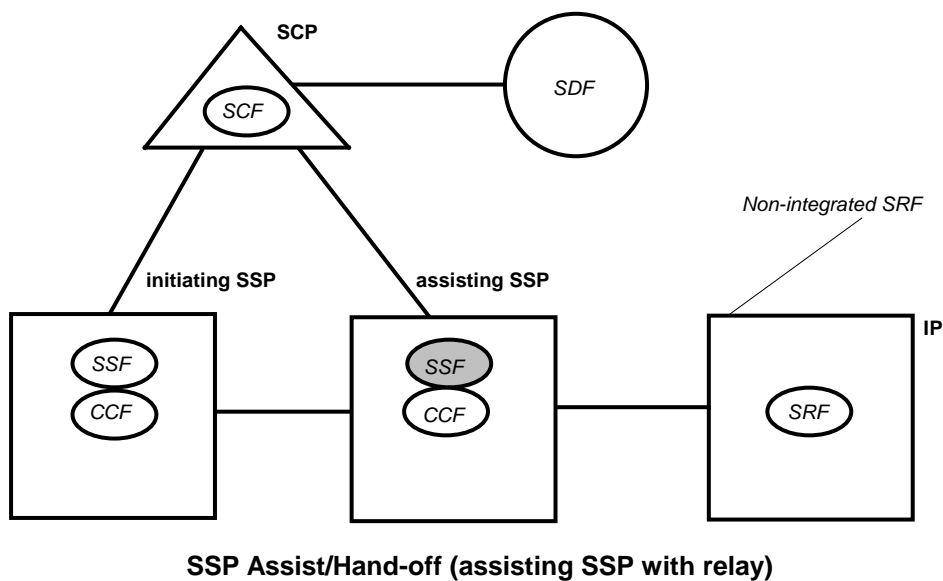 SCP
SCF
SDF
Non-integrated SRF
initiating SSP
assisting SSP
IP
SSF
CCF
SSF
CCF
SRF
SSP Assist/Hand-off (assisting SSP with relay)